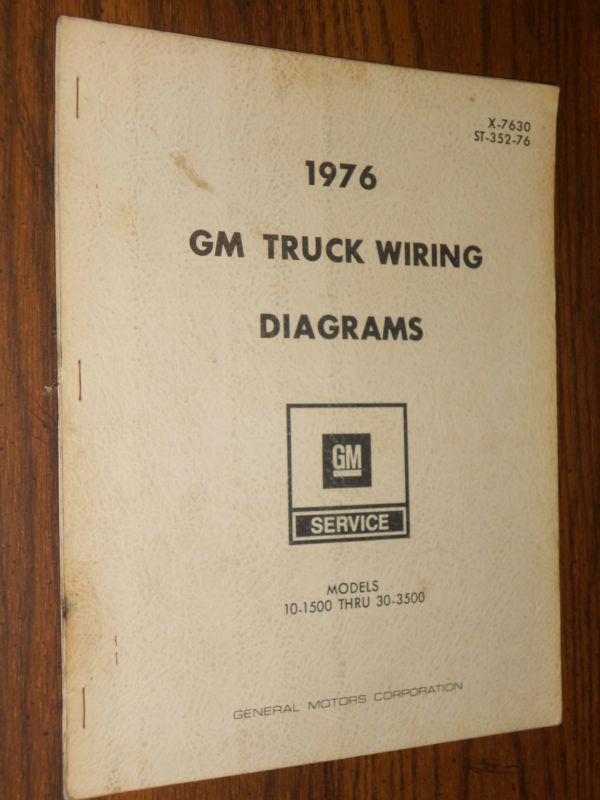 X-7630
ST-352-76
1976
GM TRUCK WIRING
DIAGRAMS
GM
SERVICE
MODELS
10-1500 THRU 30-3500
GENERAL MOTORS CORPORATION